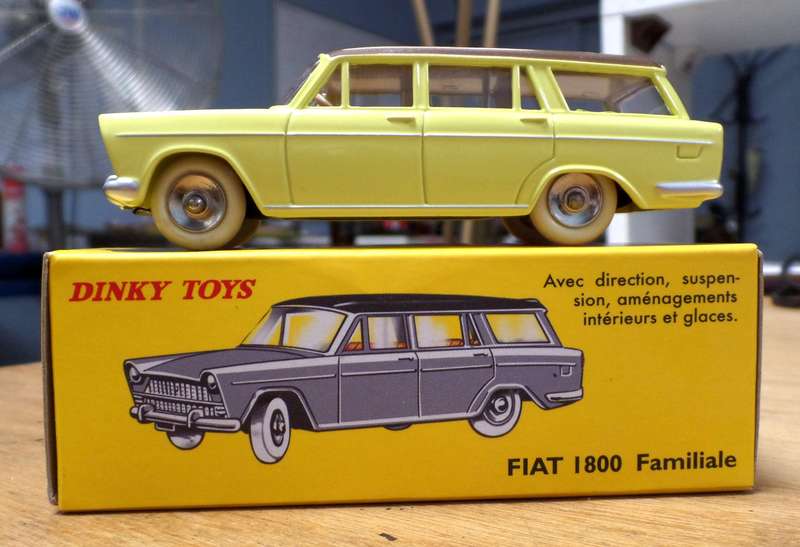 DINKY TOYS
Avec direction, suspen-
sion, aménagements
intérieurs et glaces.
FIAT 1800 Familiale